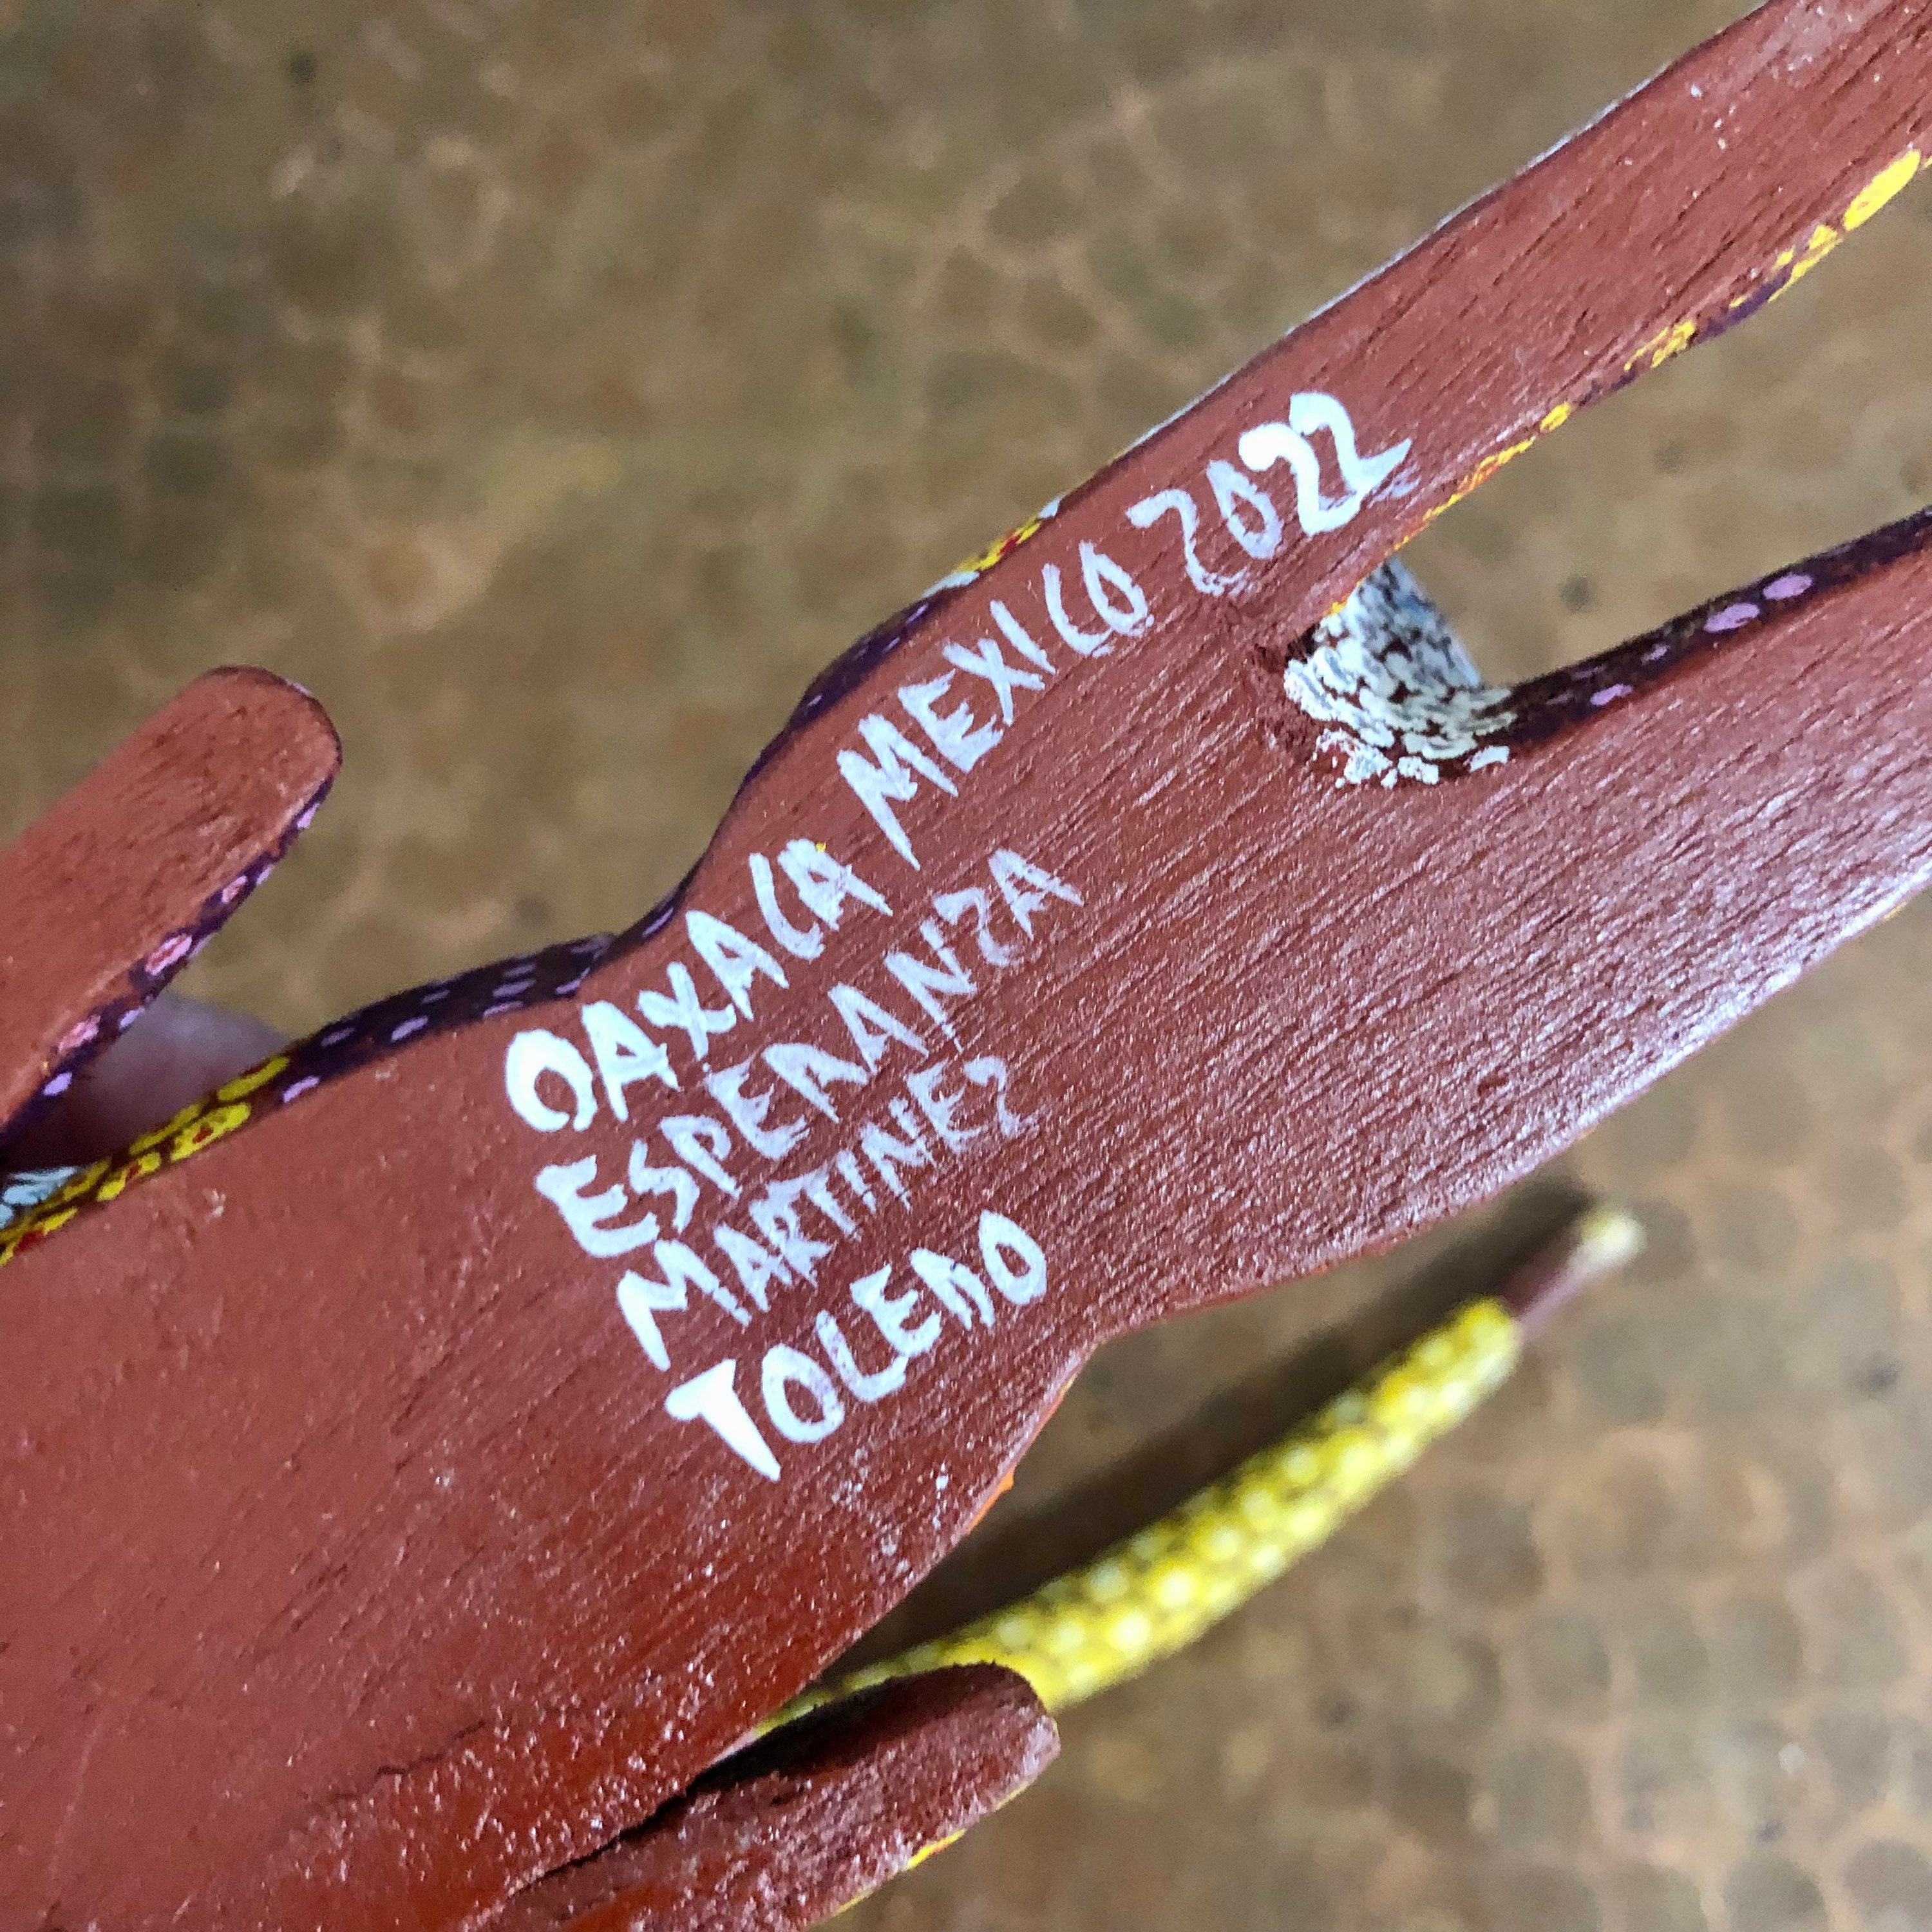 OAXACA MEXICO 2022
ESPERANZA
MARTINEZ
TOLEDO